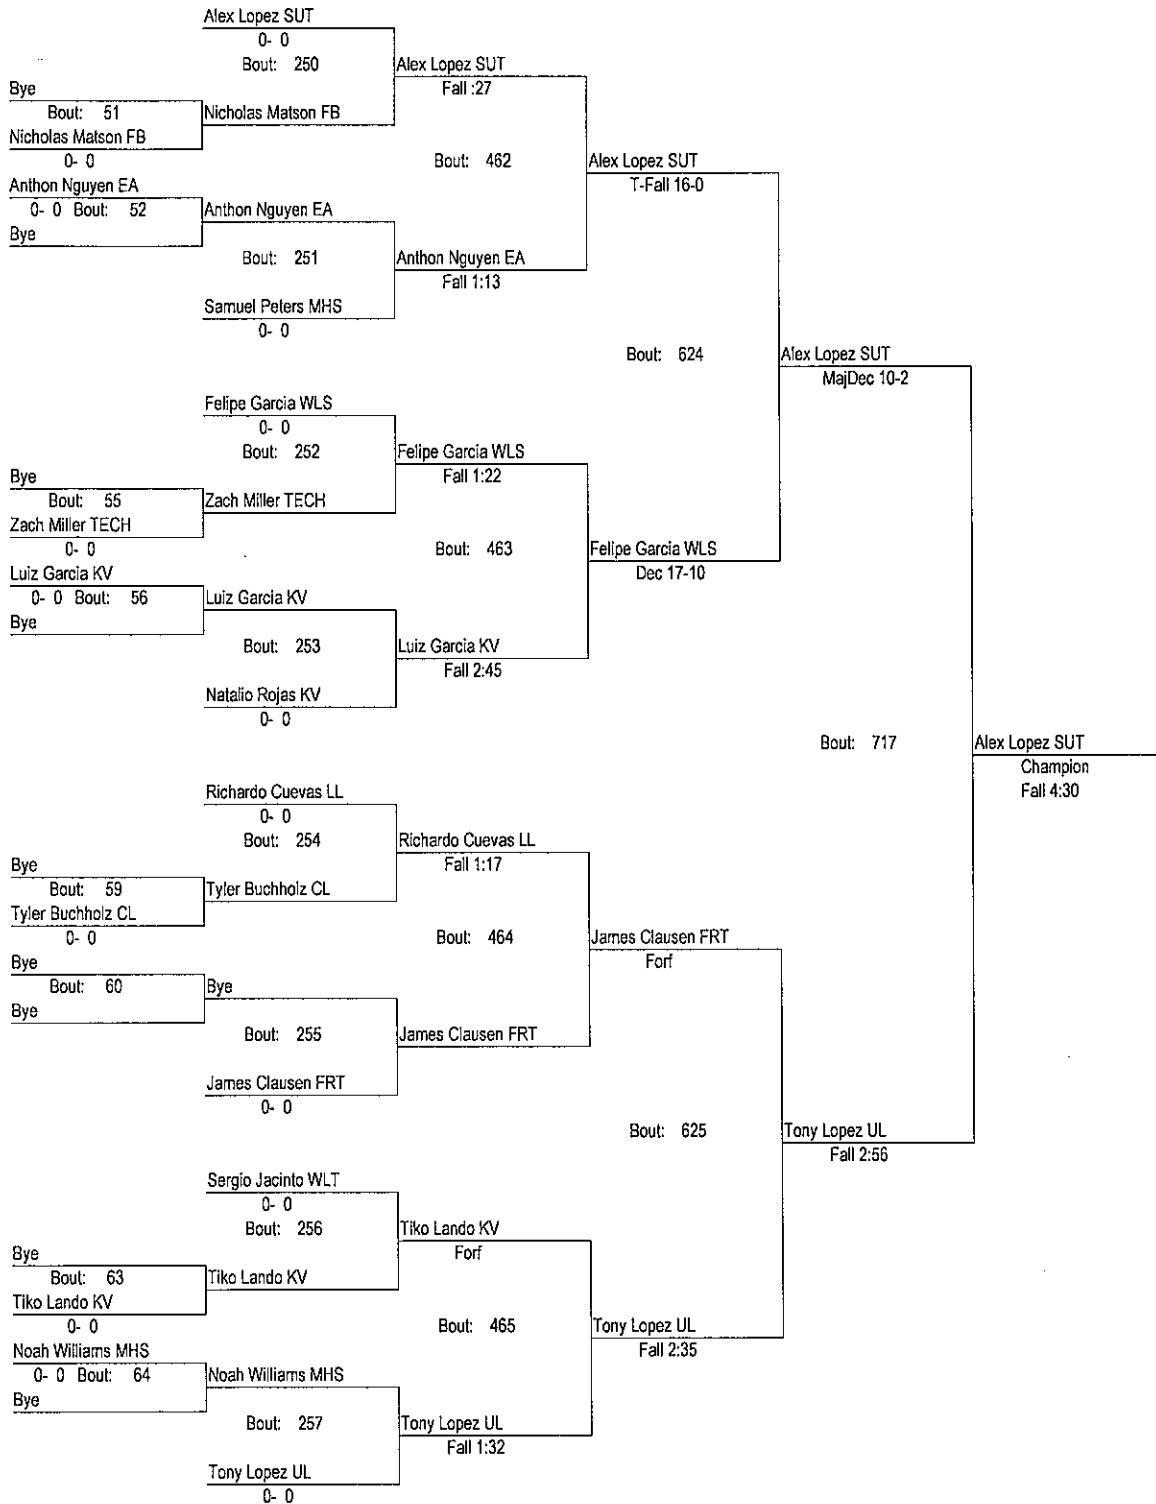 Alex Lopez SUT
0- 0
Bout: 250
Alex Lopez SUT
Fall :27
Bye
Bout: 51
Nicholas Matson FB
Nicholas Matson FB
0- 0
Bout: 462
Alex Lopez SUT
T-Fall 16-0
Anthon Nguyen EA
0- 0 Bout: 52
Anthon Nguyen EA
Bye
Bout: 251
Anthon Nguyen EA
Fall 1:13
Samuel Peters MHS
0- 0
Bout: 624
Alex Lopez SUT
MajDec 10-2
Felipe Garcia WLS
0- 0
Bout: 252
Felipe Garcia WLS
Fall 1:22
Bye
Bout: 55
Zach Miller TECH
Zach Miller TECH
0- 0
Bout: 463
Felipe Garcia WLS
Dec 17-10
Luiz Garcia KV
0- 0 Bout: 56
Luiz Garcia KV
Bye
Bout: 253
Luiz Garcia KV
Fall 2:45
Natalio Rojas KV
0- 0
Bout: 717
Alex Lopez SUT
Champion
Fall 4:30
Richardo Cuevas LL
0- 0
Bout: 254
Richardo Cuevas LL
Fall 1:17
Bye
Bout: 59
Tyler Buchholz CL
Tyler Buchholz CL
0- 0
Bout: 464
James Clausen FRT
Forf
Bye
Bout: 60
Bye
Bye
Bout: 255
James Clausen FRT
James Clausen FRT
0- 0
Bout: 625
Tony Lopez UL
Fall 2:56
Sergio Jacinto WLT
0- 0
Bout: 256
Tiko Lando KV
Forf
Bye
Bout: 63
Tiko Lando KV
Tiko Lando KV
0- 0
Bout: 465
Tony Lopez UL
Fall 2:35
Noah Williams MHS
0- 0 Bout: 64
Noah Williams MHS
Bye
Bout: 257
Tony Lopez UL
Fall 1:32
Tony Lopez UL
0- 0